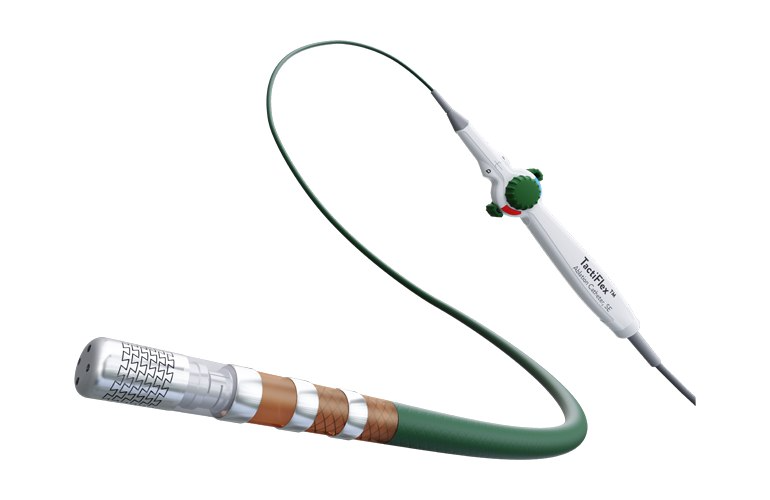 TactiFlex™
Ablation Catheter, SE